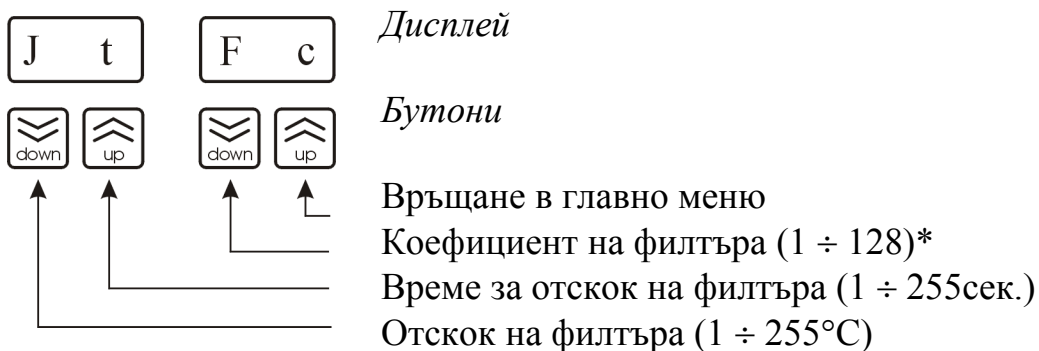 J t F c Дисплей
down up down up Бутони
Връщане в главно меню
Коефициент на филтъра (1 ÷ 128)*
Време за отскок на филтъра (1 ÷ 255сек.)
Отскок на филтъра (1 ÷ 255°C)